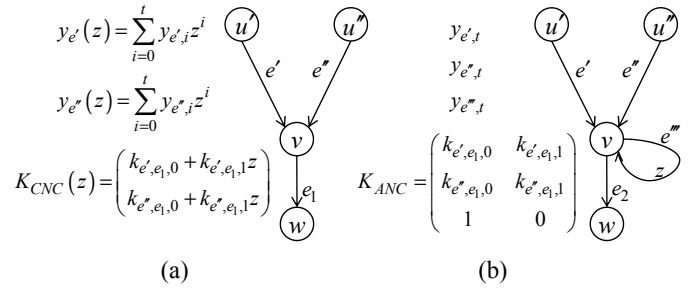 y_{e′}(z) = \sum_{i=0}^{t} y_{e′,i} z^i
y_{e″}(z) = \sum_{i=0}^{t} y_{e″,i} z^i
K_{CNC}(z) = \begin{pmatrix} k_{e′,e_1,0} + k_{e′,e_1,1} z \\ k_{e″,e_1,0} + k_{e″,e_1,1} z \end{pmatrix}
u′
u″
e′
e″
v
e_1
w
(a)
y_{e′,t}
y_{e″,t}
y_{e‴,t}
K_{ANC} = \begin{pmatrix} k_{e′,e_1,0} & k_{e′,e_1,1} \\ k_{e″,e_1,0} & k_{e″,e_1,1} \\ 1 & 0 \end{pmatrix}
u′
u″
e′
e″
v
e‴
z
e_2
w
(b)